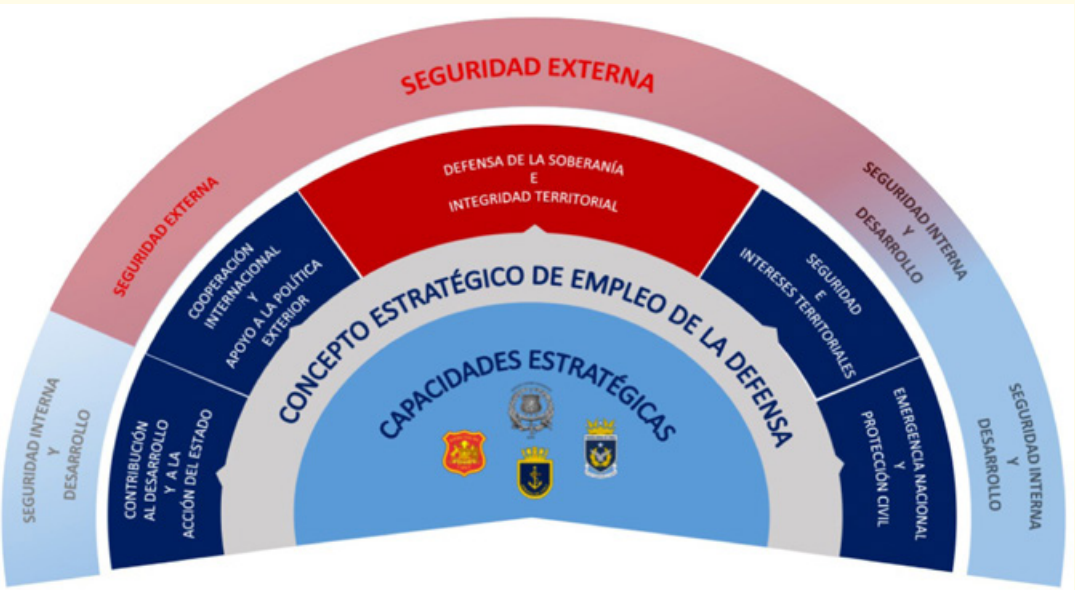 SEGURIDAD EXTERNA
SEGURIDAD EXTERNA
SEGURIDAD INTERNA
Y
DESARROLLO
SEGURIDAD INTERNA
Y
DESARROLLO
SEGURIDAD INTERNA
Y
DESARROLLO
DEFENSA DE LA SOBERANÍA
E
INTEGRIDAD TERRITORIAL
COOPERACIÓN
INTERNACIONAL
Y
APOYO A LA POLÍTICA
EXTERIOR
SEGURIDAD
E
INTERESES TERRITORIALES
CONTRIBUCIÓN
AL DESARROLLO
Y A LA
ACCIÓN DEL ESTADO
EMERGENCIA NACIONAL
Y
PROTECCIÓN CIVIL
CONCEPTO ESTRATÉGICO DE EMPLEO DE LA DEFENSA
CAPACIDADES ESTRATÉGICAS